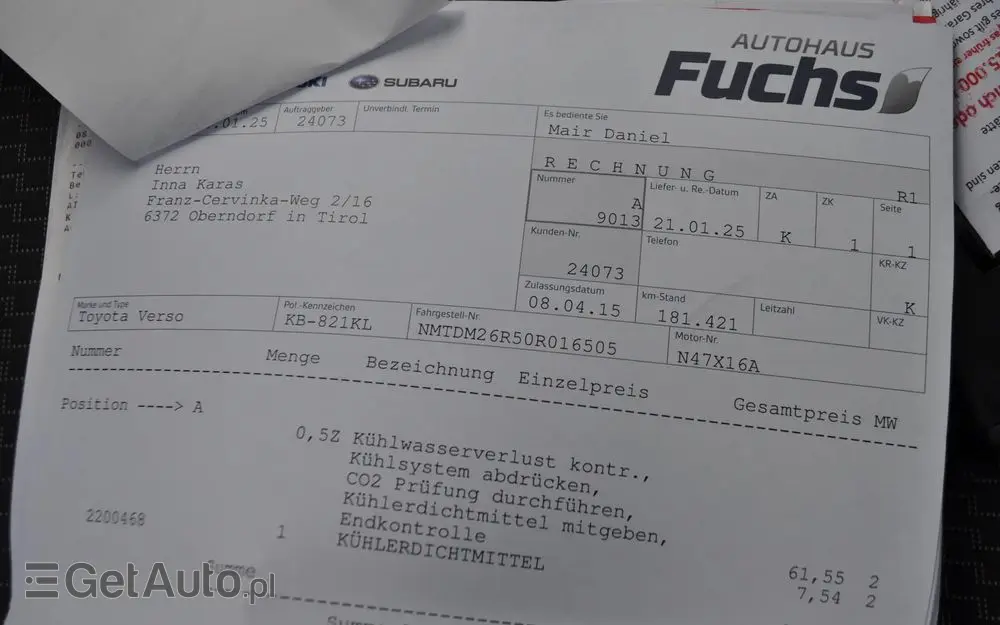 AUTOHAUS
Fuchs
SUBARU
Auftraggeber
Unverbindl. Termin
.01.25
24073
Es bediente Sie
Mair Daniel
Herrn
Inna Karas
Franz-Cervinka-Weg 2/16
6372 Oberndorf in Tirol
RECHNUNG
R1
Nummer
Liefer- u. Re.-Datum
ZA
ZK
Seite
A
9013
21.01.25
K
1
1
Kunden-Nr.
Telefon
KR-KZ
24073
K
Zulassungsdatum
km-Stand
Leitzahl
VK-KZ
08.04.15
181.421
Marke und Type
Pol.-Kennzeichen
Fahrgestell-Nr.
Motor-Nr.
Toyota Verso
KB-821KL
NMTDM26R50R016505
N47X16A
Nummer Menge Bezeichnung Einzelpreis Gesamtpreis MW
Position ----> A
0,5Z Kühlwasserverlust kontr.,
Kühlsystem abdrücken,
CO2 Prüfung durchführen,
Kühlerdichtmittel mitgeben,
Endkontrolle
61,55 2
2200468 1 KÜHLERDICHTMITTEL 7,54 2
Summe
GetAuto.pl